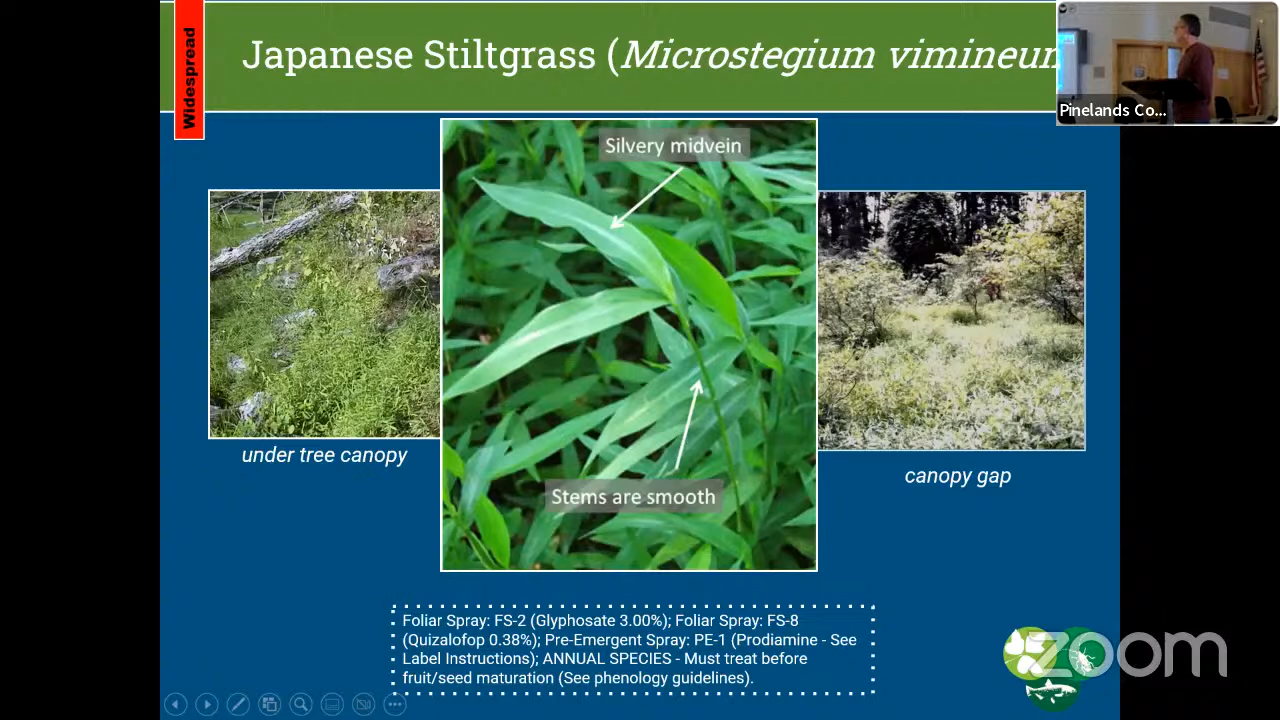 Widespread
Japanese Stiltgrass (Microstegium vimineum
Pinelands Co...
Silvery midvein
under tree canopy
canopy gap
Stems are smooth
Foliar Spray: FS-2 (Glyphosate 3.00%); Foliar Spray: FS-8
(Quizalofop 0.38%); Pre-Emergent Spray: PE-1 (Prodiamine - See
Label Instructions); ANNUAL SPECIES - Must treat before
fruit/seed maturation (See phenology guidelines).
zoom